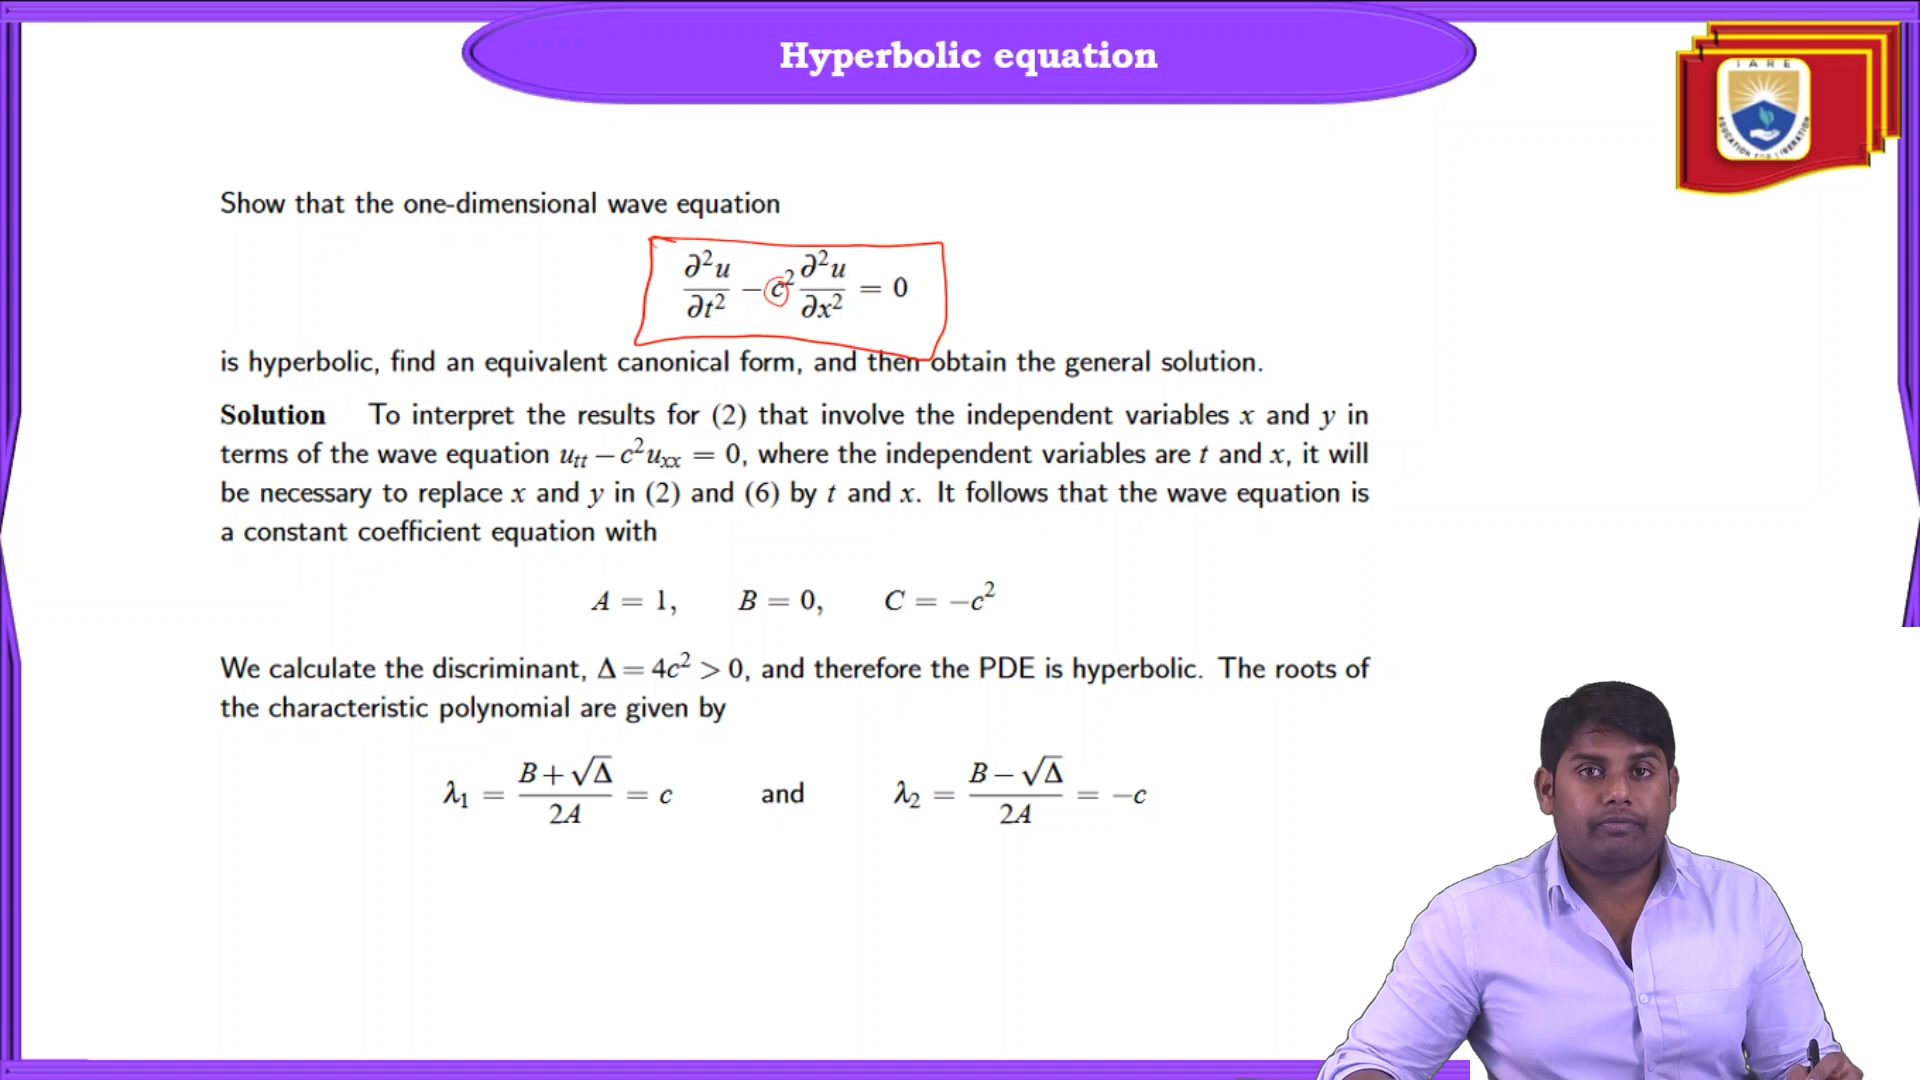 Hyperbolic equation
I A R E
EDUCATION FOR LIBERATION
Show that the one-dimensional wave equation
∂²u/∂t² − c² ∂²u/∂x² = 0
is hyperbolic, find an equivalent canonical form, and then obtain the general solution.
Solution To interpret the results for (2) that involve the independent variables x and y in
terms of the wave equation uₜₜ − c²uₓₓ = 0, where the independent variables are t and x, it will
be necessary to replace x and y in (2) and (6) by t and x. It follows that the wave equation is
a constant coefficient equation with
A = 1, B = 0, C = −c²
We calculate the discriminant, Δ = 4c² > 0, and therefore the PDE is hyperbolic. The roots of
the characteristic polynomial are given by
λ₁ = (B + √Δ)/2A = c and λ₂ = (B − √Δ)/2A = −c